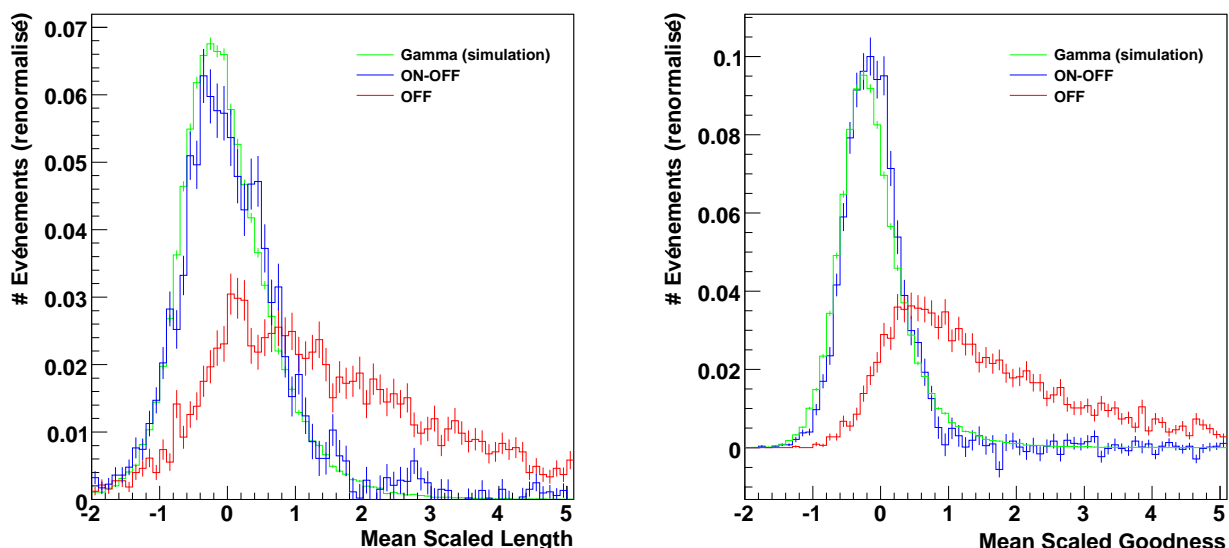 # Evénements (renormalisé)
0.07
0.06
0.05
0.04
0.03
0.02
0.01
0
-2 -1 0 1 2 3 4 5
Mean Scaled Length
Gamma (simulation)
ON-OFF
OFF
# Evénements (renormalisé)
0.1
0.08
0.06
0.04
0.02
0
-2 -1 0 1 2 3 4 5
Mean Scaled Goodness
Gamma (simulation)
ON-OFF
OFF